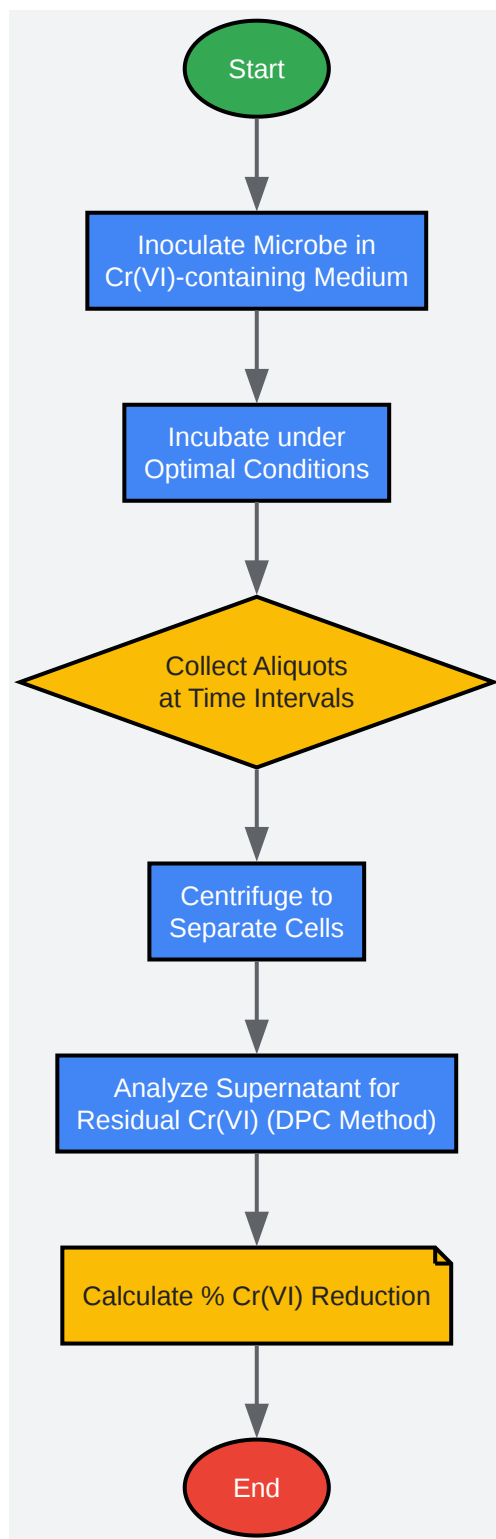 Start
Inoculate Microbe in
Cr(VI)-containing Medium
Incubate under
Optimal Conditions
Collect Aliquots
at Time Intervals
Centrifuge to
Separate Cells
Analyze Supernatant for
Residual Cr(VI) (DPC Method)
Calculate % Cr(VI) Reduction
End